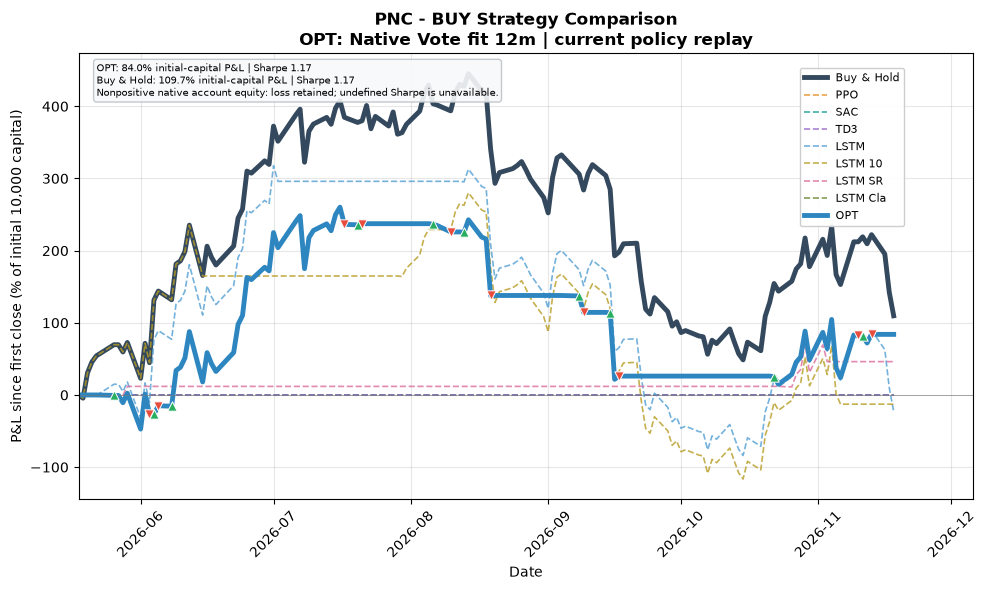 PNC - BUY Strategy Comparison
OPT: Native Vote fit 12m | current policy replay
OPT: 84.0% initial-capital P&L | Sharpe 1.17
Buy & Hold: 109.7% initial-capital P&L | Sharpe 1.17
Nonpositive native account equity: loss retained; undefined Sharpe is unavailable.
Buy & Hold
PPO
SAC
TD3
LSTM
LSTM 10
LSTM SR
LSTM Cla
OPT
P&L since first close (% of initial 10,000 capital)
400
300
200
100
0
−100
2026-06
2026-07
2026-08
2026-09
2026-10
2026-11
2026-12
Date